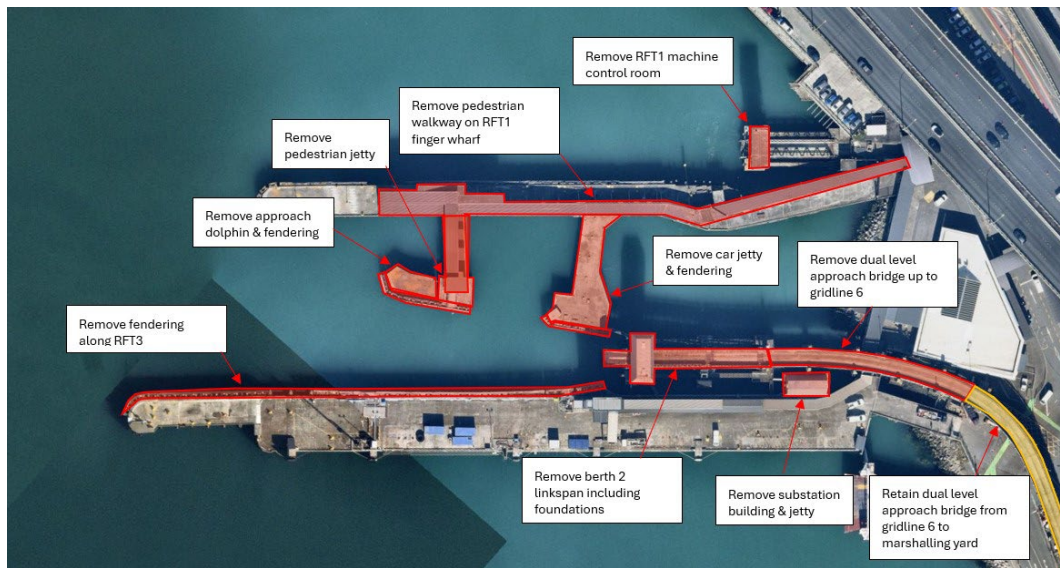 Remove RFT1 machine
control room
Remove pedestrian
walkway on RFT1
finger wharf
Remove
pedestrian jetty
Remove approach
dolphin & fendering
Remove car jetty
& fendering
Remove dual level
approach bridge up to
gridline 6
Remove fendering
along RFT3
Remove berth 2
linkspan including
foundations
Remove substation
building & jetty
Retain dual level
approach bridge from
gridline 6 to
marshalling yard